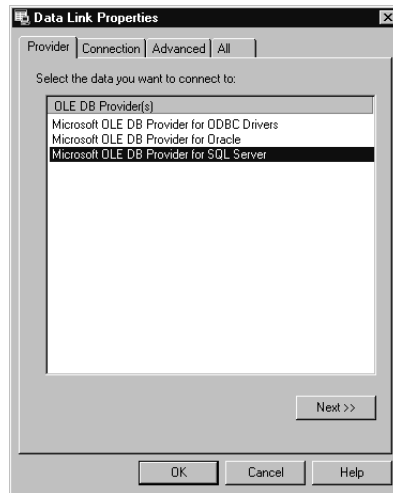 Data Link Properties
Provider Connection Advanced All
Select the data you want to connect to:
OLE DB Provider(s)
Microsoft OLE DB Provider for ODBC Drivers
Microsoft OLE DB Provider for Oracle
Microsoft OLE DB Provider for SQL Server
Next >>
OK Cancel Help